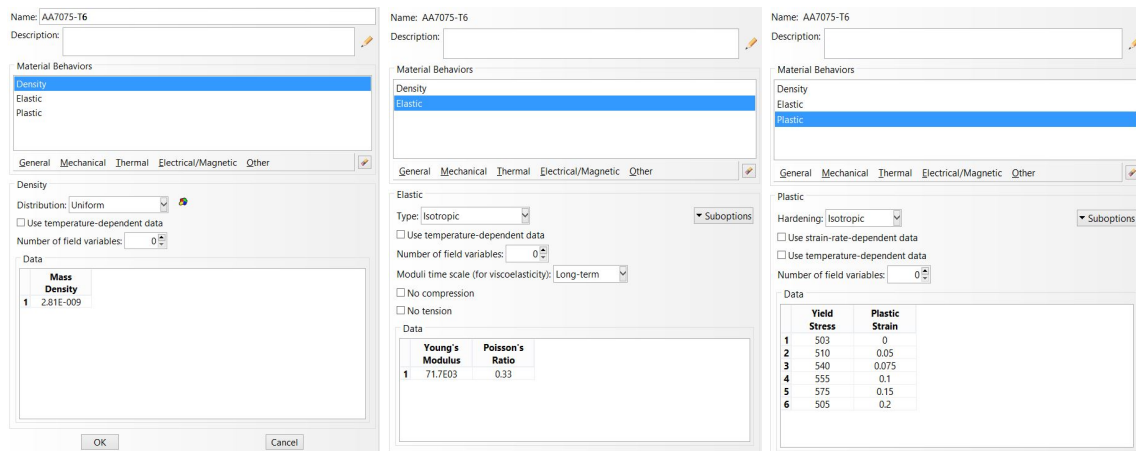 Name: AA7075-T6
Description:
Material Behaviors
Density
Elastic
Plastic
General Mechanical Thermal Electrical/Magnetic Other
Density
Distribution: Uniform
Use temperature-dependent data
Number of field variables: 0
Data
Mass
Density
1 2.81E-009
OK Cancel
Name: AA7075-T6
Description:
Material Behaviors
Density
Elastic
General Mechanical Thermal Electrical/Magnetic Other
Elastic
Type: Isotropic Suboptions
Use temperature-dependent data
Number of field variables: 0
Moduli time scale (for viscoelasticity): Long-term
No compression
No tension
Data
Young's Poisson's
Modulus Ratio
1 71.7E03 0.33
Name: AA7075-T6
Description:
Material Behaviors
Density
Elastic
Plastic
General Mechanical Thermal Electrical/Magnetic Other
Plastic
Hardening: Isotropic Suboptions
Use strain-rate-dependent data
Use temperature-dependent data
Number of field variables: 0
Data
Yield Plastic
Stress Strain
1 503 0
2 510 0.05
3 540 0.075
4 555 0.1
5 575 0.15
6 505 0.2